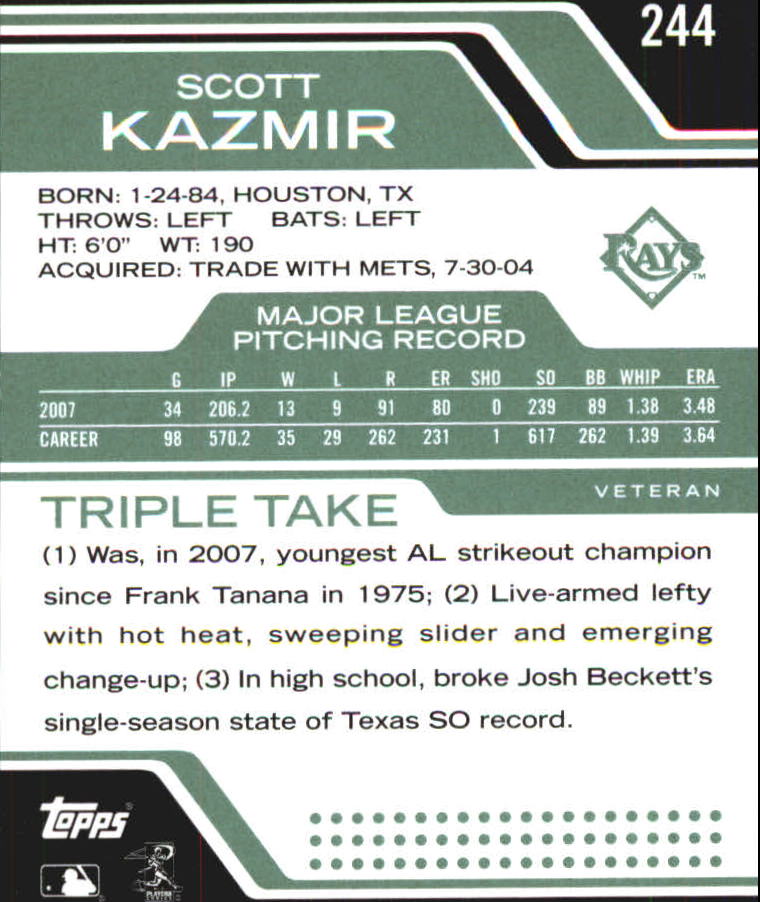 244
SCOTT
KAZMIR
BORN: 1-24-84, HOUSTON, TX
THROWS: LEFT BATS: LEFT
HT: 6'0" WT: 190
ACQUIRED: TRADE WITH METS, 7-30-04
RAYS TM
MAJOR LEAGUE
PITCHING RECORD
G IP W L R ER SHO SO BB WHIP ERA
2007 34 206.2 13 9 91 80 0 239 89 1.38 3.48
CAREER 98 570.2 35 29 262 231 1 617 262 1.39 3.64
VETERAN
TRIPLE TAKE
(1) Was, in 2007, youngest AL strikeout champion
since Frank Tanana in 1975; (2) Live-armed lefty
with hot heat, sweeping slider and emerging
change-up; (3) In high school, broke Josh Beckett's
single-season state of Texas SO record.
Topps®
PLAYERS
CHOICE